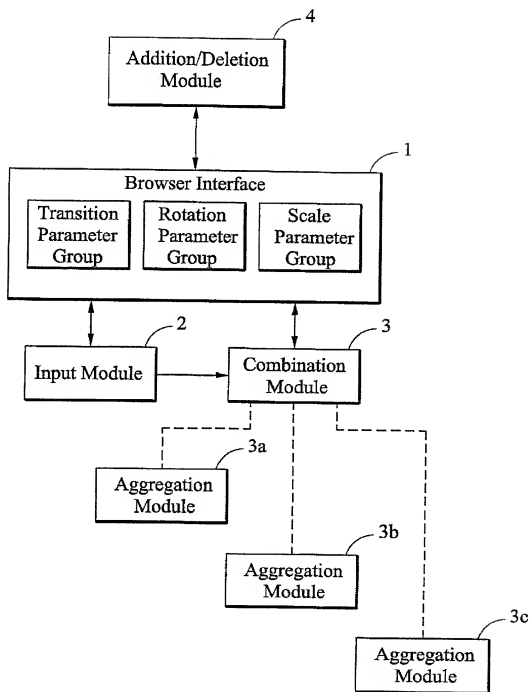 4
Addition/Deletion
Module
1
Browser Interface
Transition
Parameter
Group
Rotation
Parameter
Group
Scale
Parameter
Group
2
Input Module
3
Combination
Module
3a
Aggregation
Module
3b
Aggregation
Module
3c
Aggregation
Module